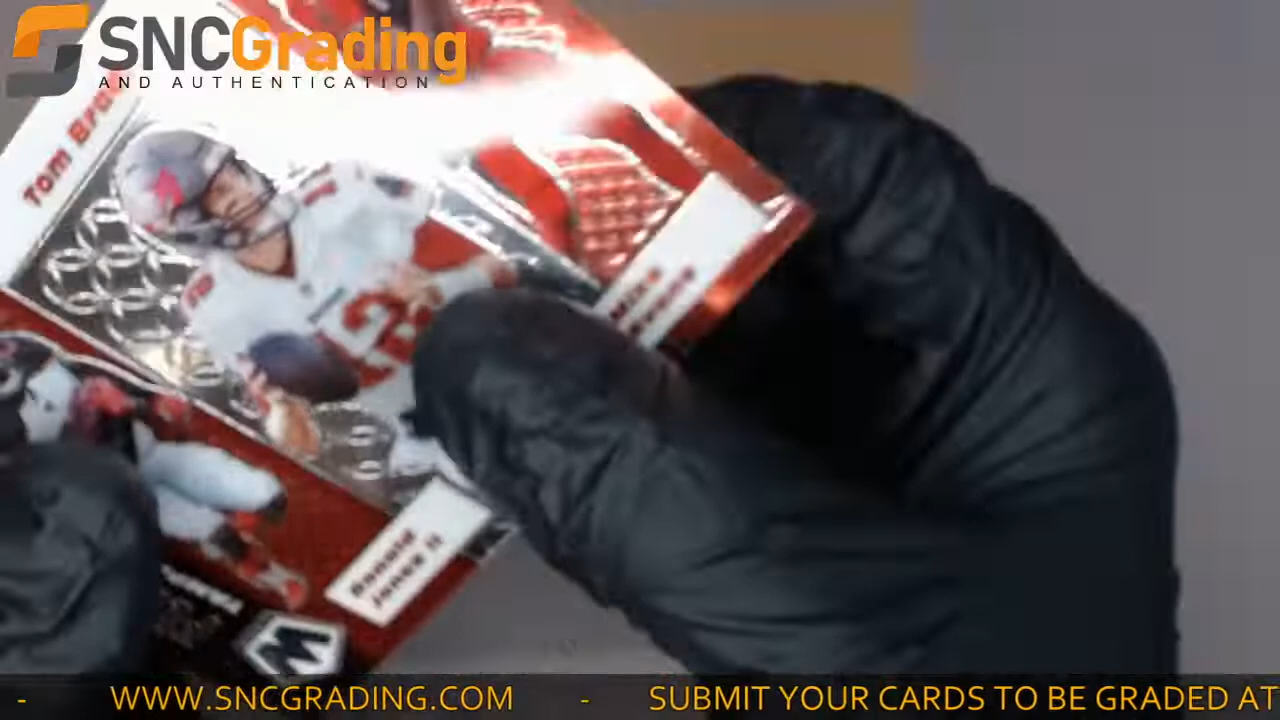 SNCGrading
AND AUTHENTICATION
Tom Bra
Ronald
Jones II
- WWW.SNCGRADING.COM - SUBMIT YOUR CARDS TO BE GRADED AT